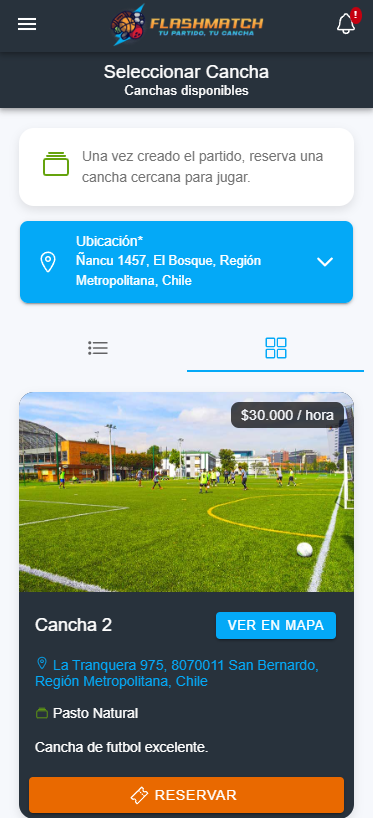 FLASHMATCH
TU PARTIDO, TU CANCHA
!
Seleccionar Cancha
Canchas disponibles
Una vez creado el partido, reserva una
cancha cercana para jugar.
Ubicación*
Ñancu 1457, El Bosque, Región
Metropolitana, Chile
$30.000 / hora
Cancha 2
VER EN MAPA
La Tranquera 975, 8070011 San Bernardo,
Región Metropolitana, Chile
Pasto Natural
Cancha de futbol excelente.
RESERVAR